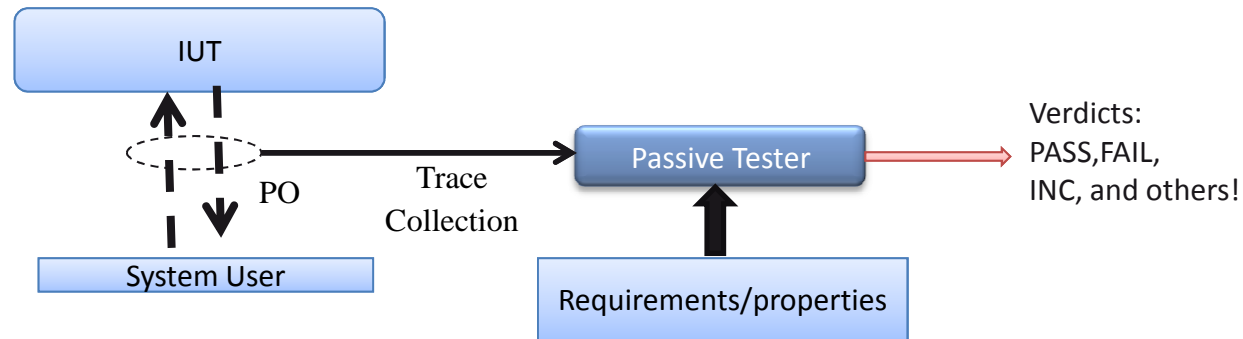 IUT
PO
Trace
Collection
System User
Passive Tester
Requirements/properties
Verdicts:
PASS,FAIL,
INC, and others!